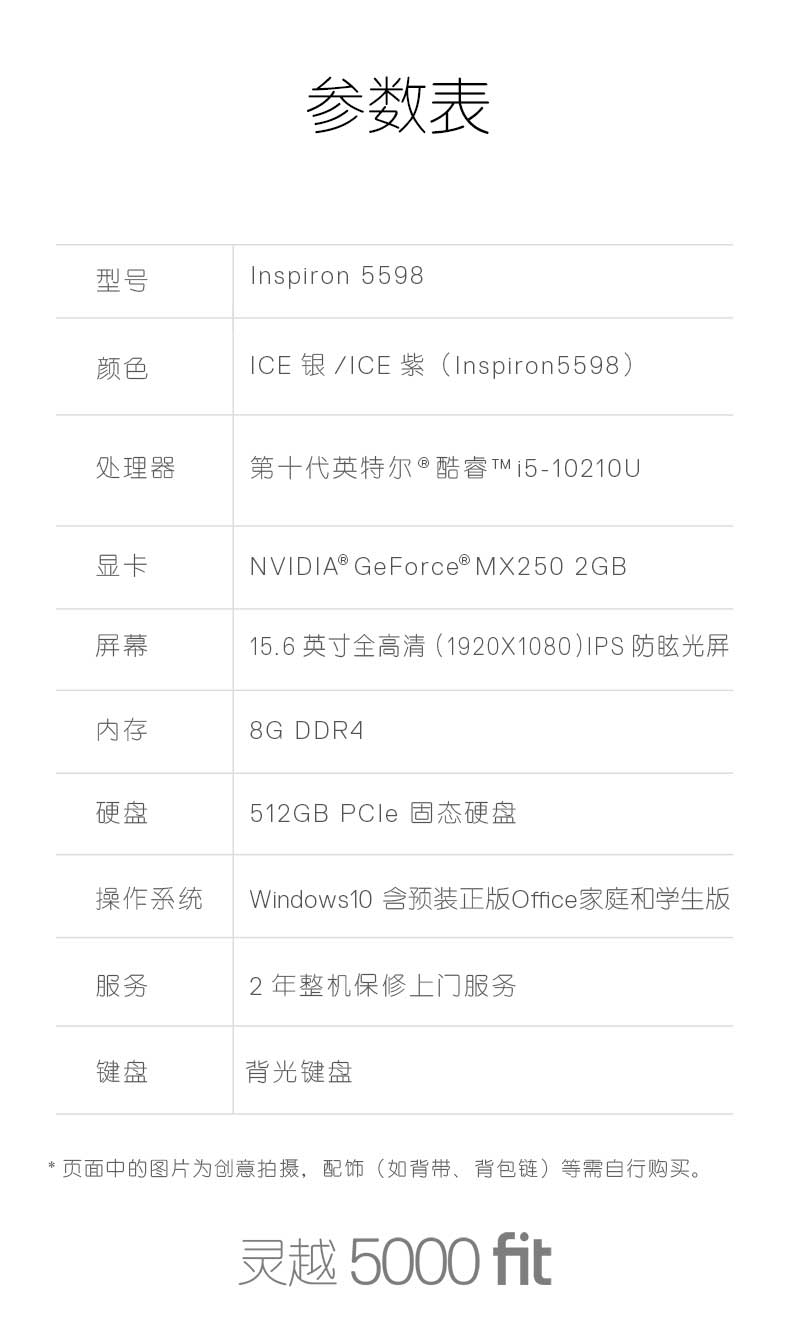 参数表
型号 Inspiron 5598
颜色 ICE 银 /ICE 紫（Inspiron5598）
处理器 第十代英特尔®酷睿™i5-10210U
显卡 NVIDIA®GeForce®MX250 2GB
屏幕 15.6 英寸全高清（1920X1080）IPS 防眩光屏
内存 8G DDR4
硬盘 512GB PCIe 固态硬盘
操作系统 Windows10 含预装正版Office家庭和学生版
服务 2 年整机保修上门服务
键盘 背光键盘
* 页面中的图片为创意拍摄，配饰（如背带、背包链）等需自行购买。
灵越 5000 fit